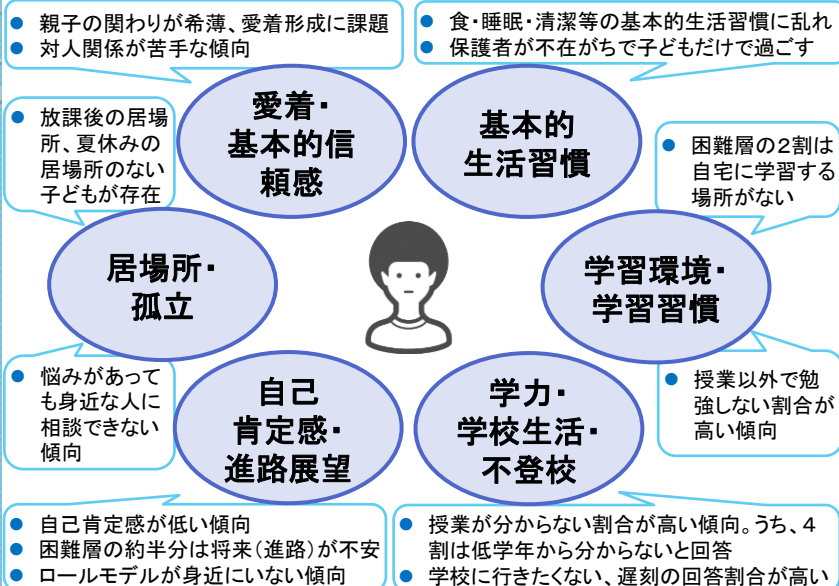 ● 親子の関わりが希薄、愛着形成に課題
● 対人関係が苦手な傾向
● 食・睡眠・清潔等の基本的生活習慣に乱れ
● 保護者が不在がちで子どもだけで過ごす
愛着・
基本的信
頼感
基本的
生活習慣
● 放課後の居場
所、夏休みの
居場所のない
子どもが存在
● 困難層の2割は
自宅に学習する
場所がない
居場所・
孤立
学習環境・
学習習慣
● 悩みがあって
も身近な人に
相談できない
傾向
● 授業以外で勉
強しない割合が
高い傾向
自己
肯定感・
進路展望
学力・
学校生活・
不登校
● 自己肯定感が低い傾向
● 困難層の約半分は将来(進路)が不安
● ロールモデルが身近にいない傾向
● 授業が分からない割合が高い傾向。うち、4
割は低学年から分からないと回答
● 学校に行きたくない、遅刻の回答割合が高い